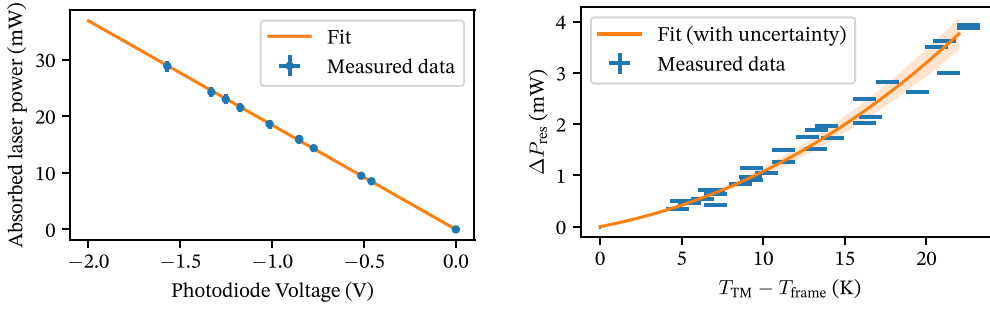 Absorbed laser power (mW)
30
20
10
0
Fit
Measured data
−2.0 −1.5 −1.0 −0.5 0.0
Photodiode Voltage (V)
ΔP_res (mW)
4
3
2
1
0
Fit (with uncertainty)
Measured data
0 5 10 15 20
T_TM − T_frame (K)